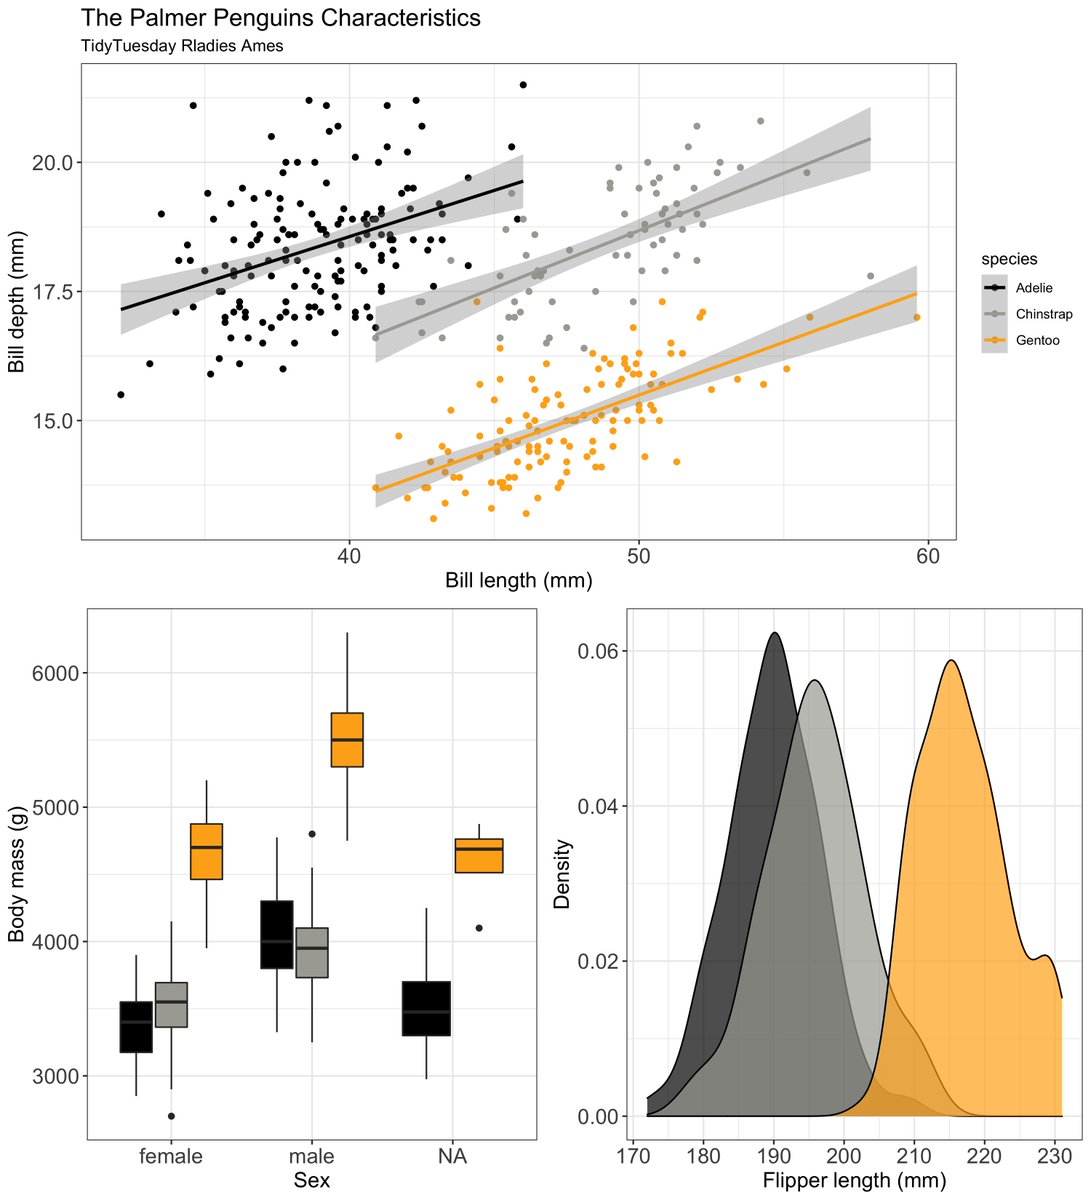 The Palmer Penguins Characteristics
TidyTuesday Rladies Ames
20.0
17.5
15.0
Bill depth (mm)
40 50 60
Bill length (mm)
species
Adelie
Chinstrap
Gentoo
6000
5000
4000
3000
Body mass (g)
female male NA
Sex
0.06
0.04
0.02
0.00
Density
170 180 190 200 210 220 230
Flipper length (mm)